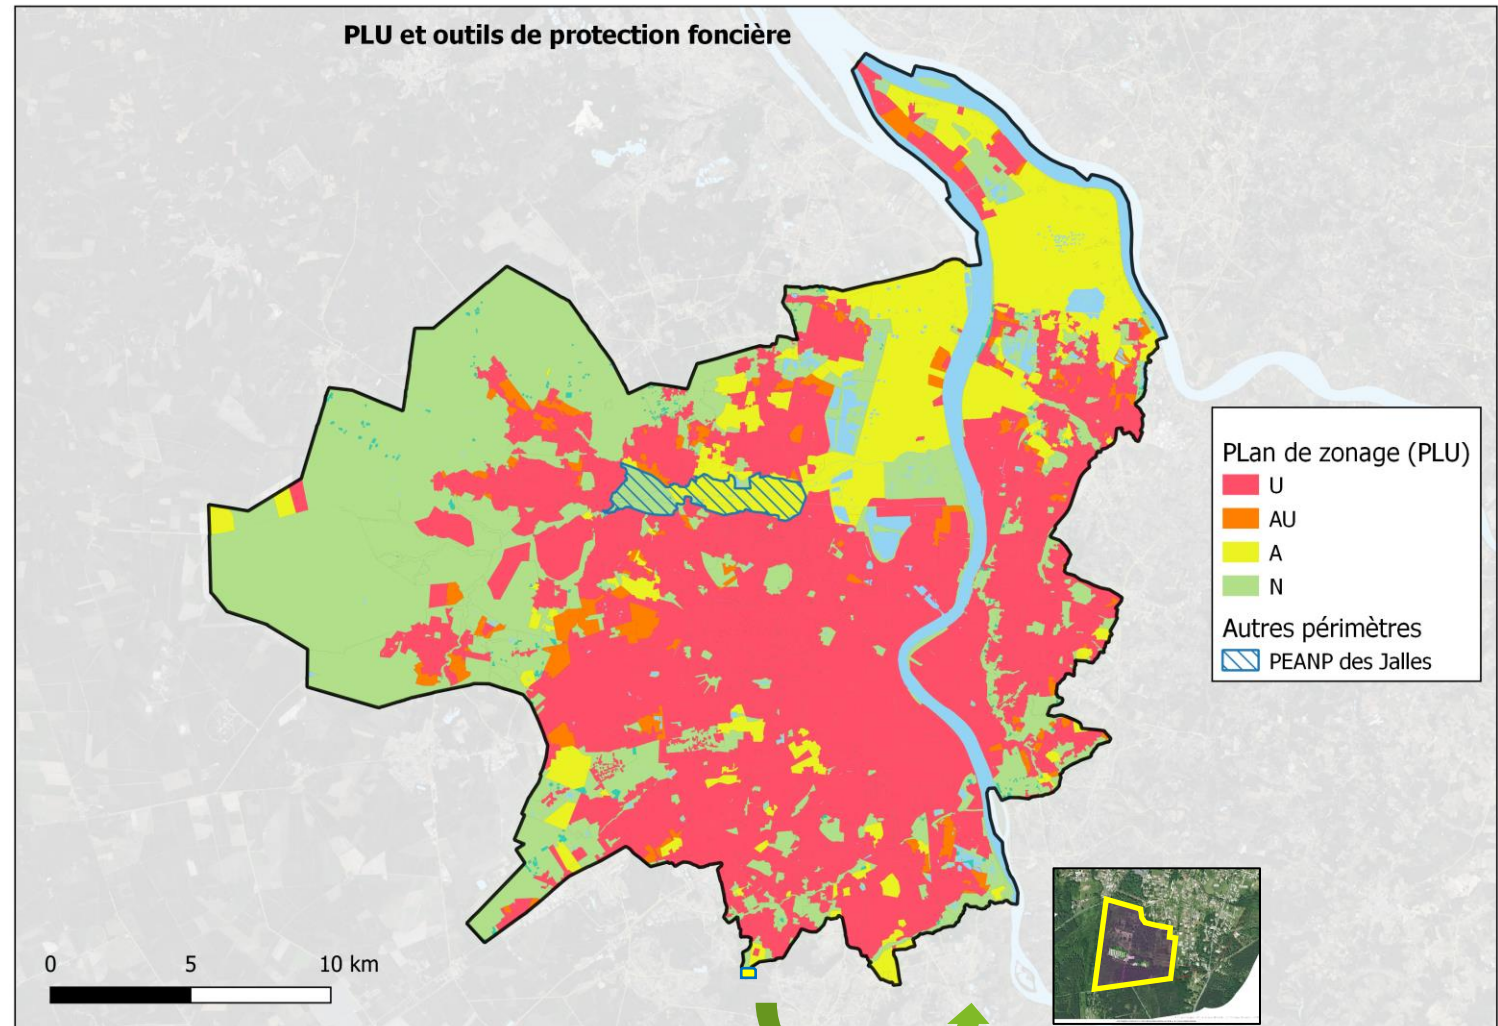 PLU et outils de protection foncière
PLan de zonage (PLU)
U
AU
A
N
Autres périmètres
PEANP des Jalles
0 5 10 km